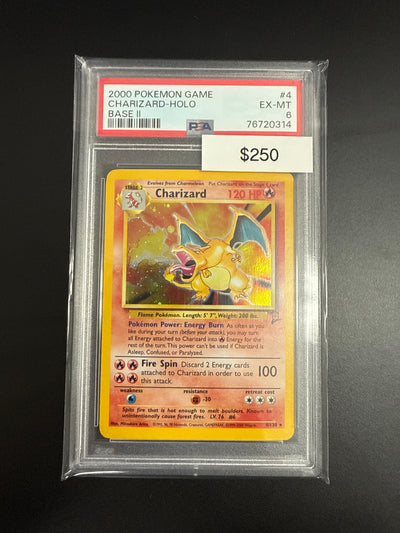 2000 POKEMON GAME #4
CHARIZARD-HOLO EX-MT
BASE II 6
PSA 76720314
$250
Evolves from Charmeleon Put Charizard on the Stage 1 card
STAGE 2 Charizard 120 HP
Flame Pokémon. Length: 5' 7", Weight: 200 lbs.
Pokémon Power: Energy Burn As often as you
like during your turn (before your attack), you may
turn all Energy attached to Charizard into Energy for the
rest of the turn. This power can't be used if Charizard is
Asleep, Confused, or Paralyzed.
Fire Spin Discard 2 Energy cards
attached to Charizard in order to use 100
this attack.
weakness resistance retreat cost
-30
Spits fire that is hot enough to melt boulders. Known to
unintentionally cause forest fires. LV. 76 #6
Illus. Mitsuhiro Arita 4/130